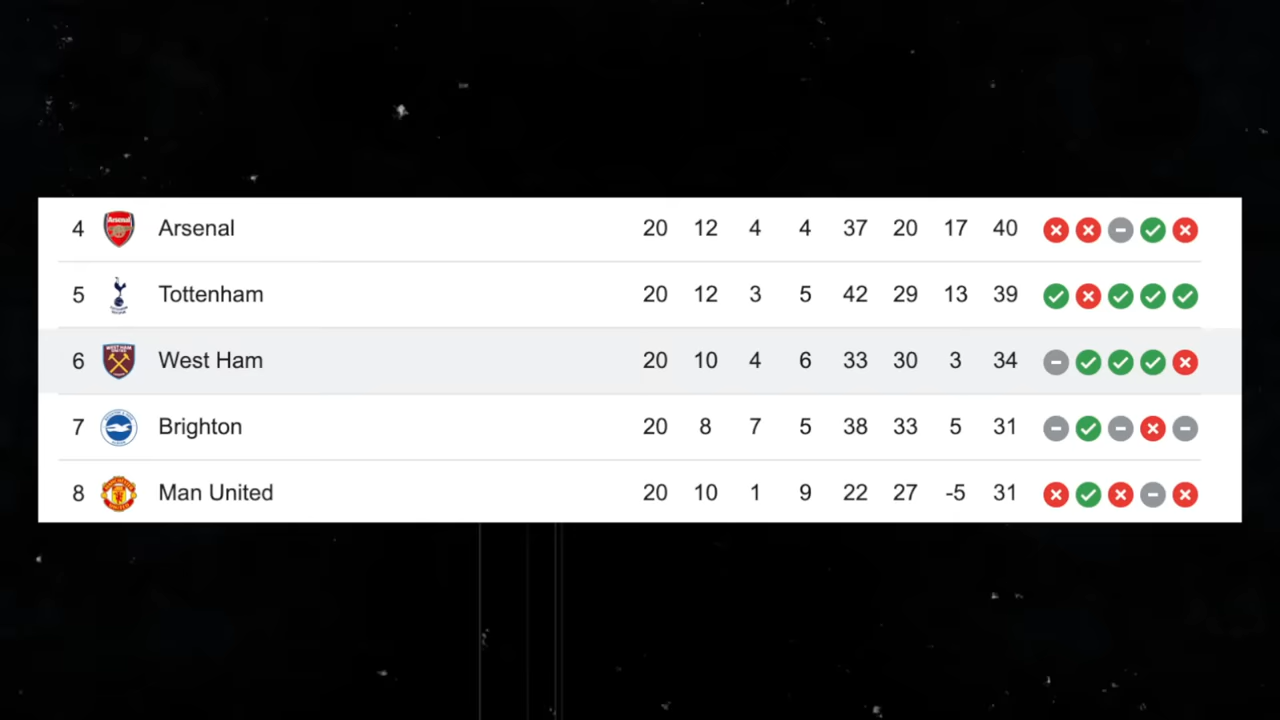 4 Arsenal 20 12 4 4 37 20 17 40
5 Tottenham 20 12 3 5 42 29 13 39
6 West Ham 20 10 4 6 33 30 3 34
7 Brighton 20 8 7 5 38 33 5 31
8 Man United 20 10 1 9 22 27 -5 31